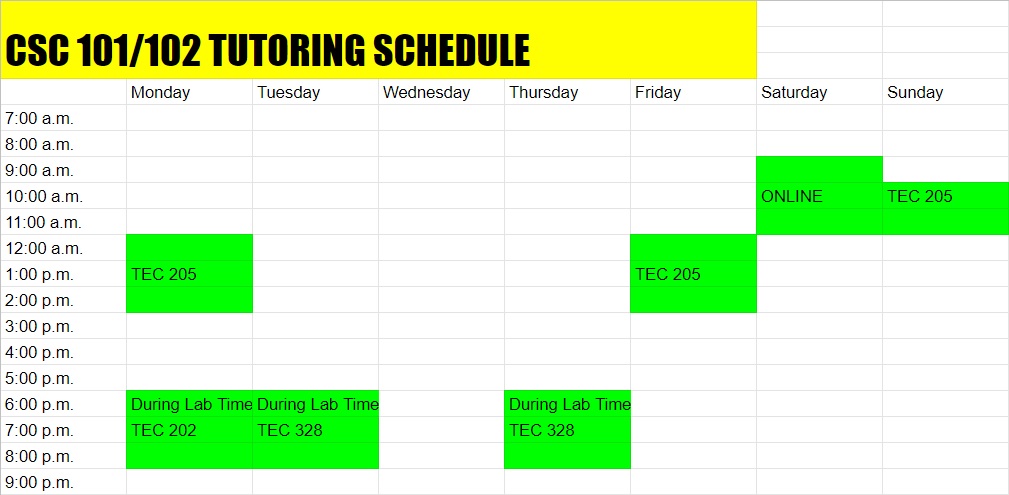 CSC 101/102 TUTORING SCHEDULE
Monday Tuesday Wednesday Thursday Friday Saturday Sunday
7:00 a.m.
8:00 a.m.
9:00 a.m.
10:00 a.m. ONLINE TEC 205
11:00 a.m.
12:00 a.m.
1:00 p.m. TEC 205 TEC 205
2:00 p.m.
3:00 p.m.
4:00 p.m.
5:00 p.m.
6:00 p.m. During Lab Time During Lab Time During Lab Time
7:00 p.m. TEC 202 TEC 328 TEC 328
8:00 p.m.
9:00 p.m.